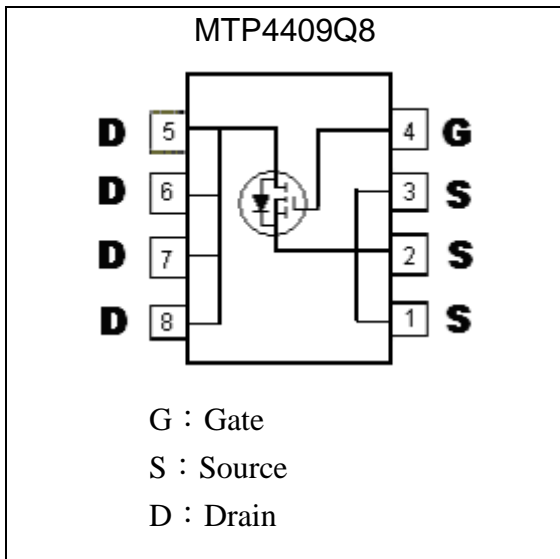 MTP4409Q8
D 5 4 G
D 6 3 S
D 7 2 S
D 8 1 S
G：Gate
S：Source
D：Drain